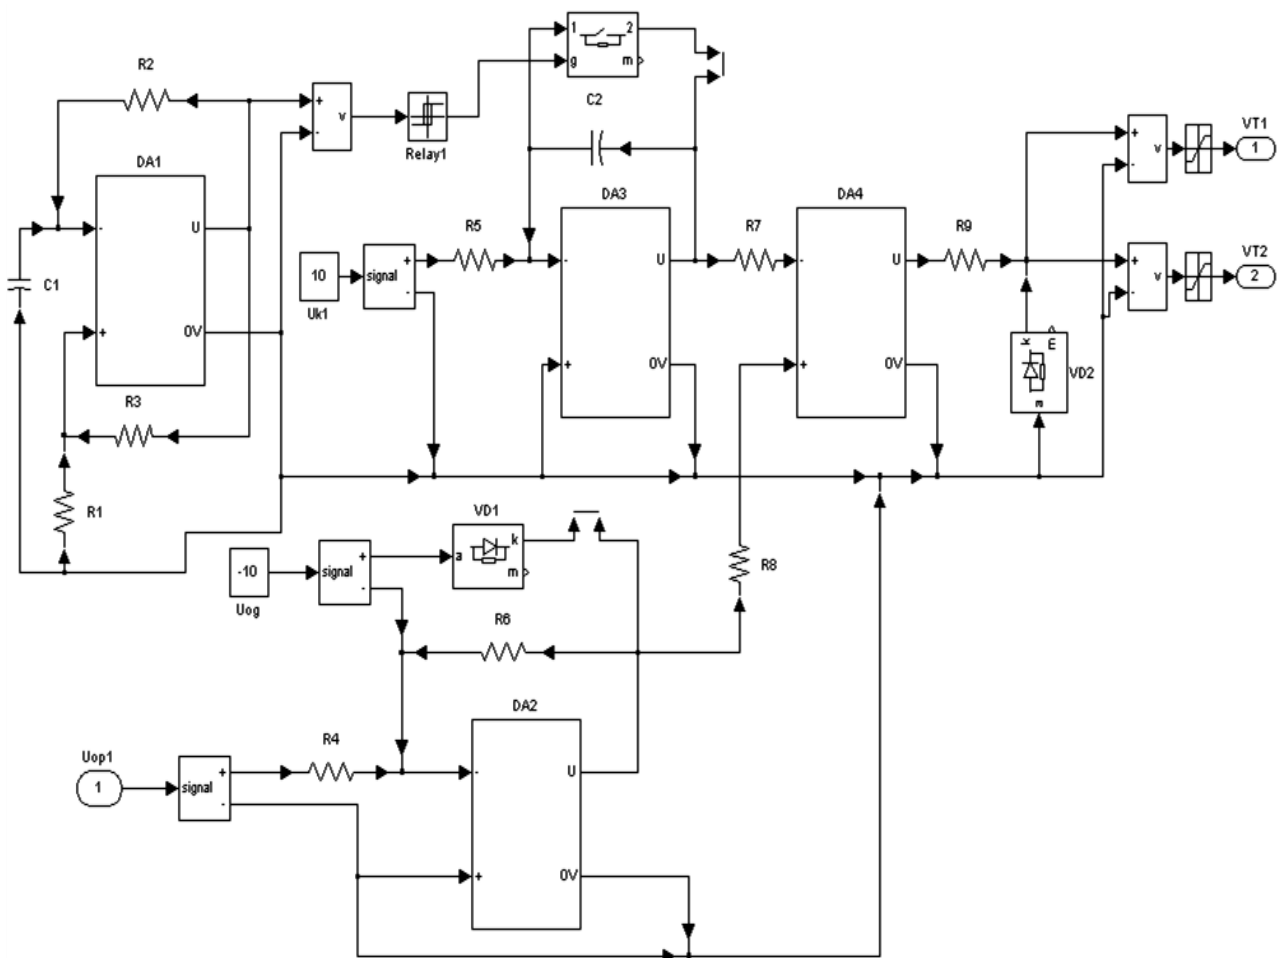 1 2
g m
R2
C2
+
-
v
Relay1
VT1
+
-
v
1
DA1
-
U
+
0V
C1
R3
R1
DA3
-
U
+
0V
R5
10
Uk1
signal
+
-
R7
DA4
-
U
+
0V
R9
VT2
+
-
v
2
k
E
a
VD2
VD1
a k
m
-10
Uog
signal
+
-
R8
R6
DA2
-
U
+
0V
R4
Uop1
1
signal
+
-